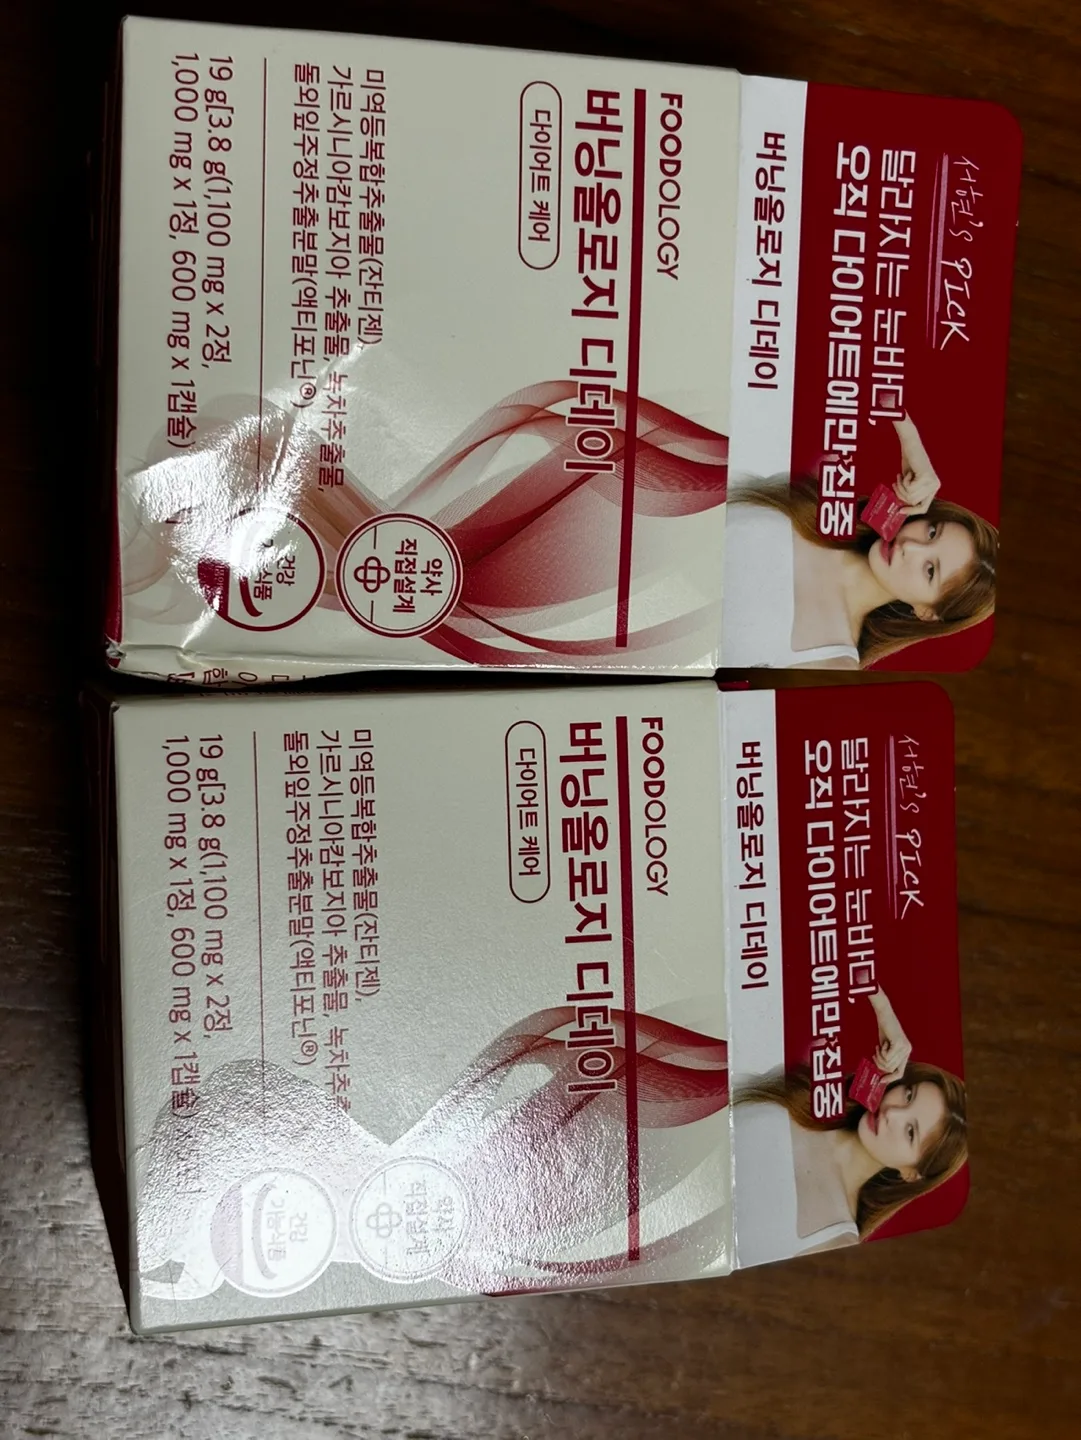 서현's PICK
달라지는 눈바디,
오직 다이어트에만 집중
버닝올로지 디데이
FOODOLOGY
버닝올로지 디데이
다이어트 케어
미역등복합추출물(잔티젠),
가르시니아캄보지아 추출물, 녹차추출물,
돌외잎주정추출분말(액티포닌®)
19 g[3.8 g(1,100 mg x 2정,
1,000 mg x 1정, 600 mg x 1캡슐)
약사
직접설계
건강
서현's PICK
달라지는 눈바디,
오직 다이어트에만 집중
버닝올로지 디데이
FOODOLOGY
버닝올로지 디데이
다이어트 케어
미역등복합추출물(잔티젠),
가르시니아캄보지아 추출물,
돌외잎주정추출분말(액티포닌®)
19 g[3.8 g(1,100 mg x 2정,
1,000 mg x 1정, 600 mg x 1캡슐)
약사
직접설계
건강
기능식품